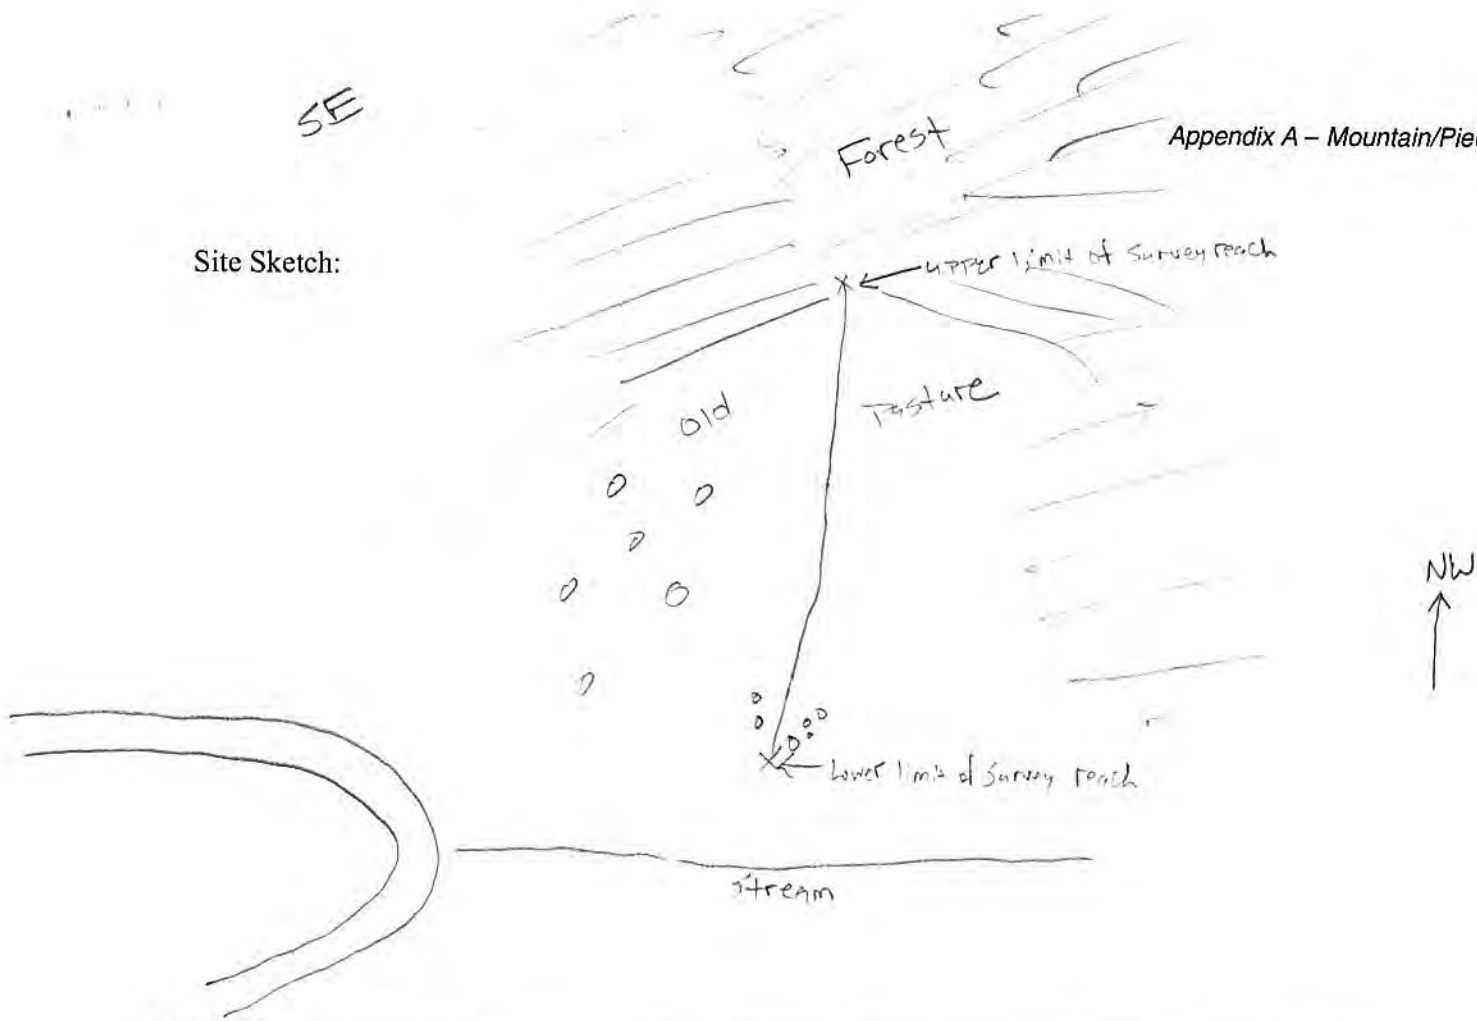 SE
Forest
Appendix A – Mountain/Pie
Site Sketch:
upper limit of survey reach
Old Pasture
NW
Lower limit of survey reach
stream